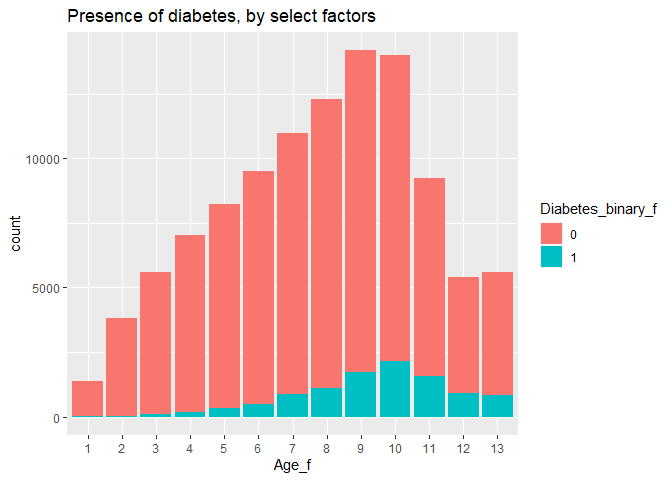 Presence of diabetes, by select factors
10000
5000
0
count
1 2 3 4 5 6 7 8 9 10 11 12 13
Age_f
Diabetes_binary_f
0
1